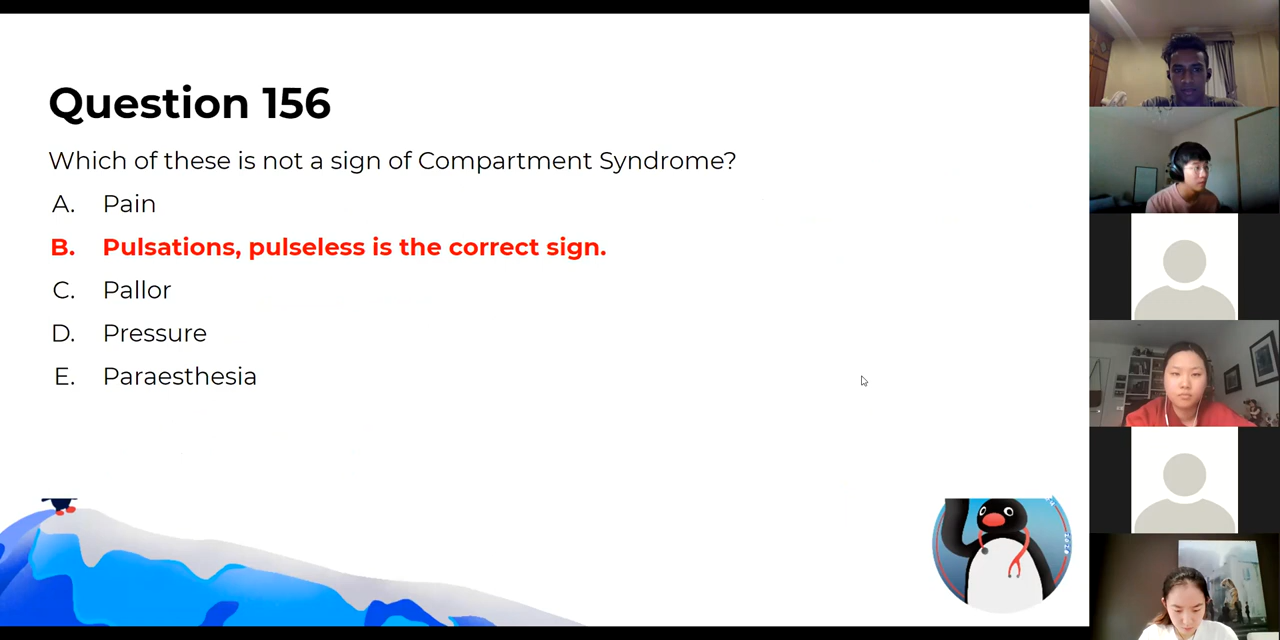 Question 156
Which of these is not a sign of Compartment Syndrome?
A. Pain
B. Pulsations, pulseless is the correct sign.
C. Pallor
D. Pressure
E. Paraesthesia